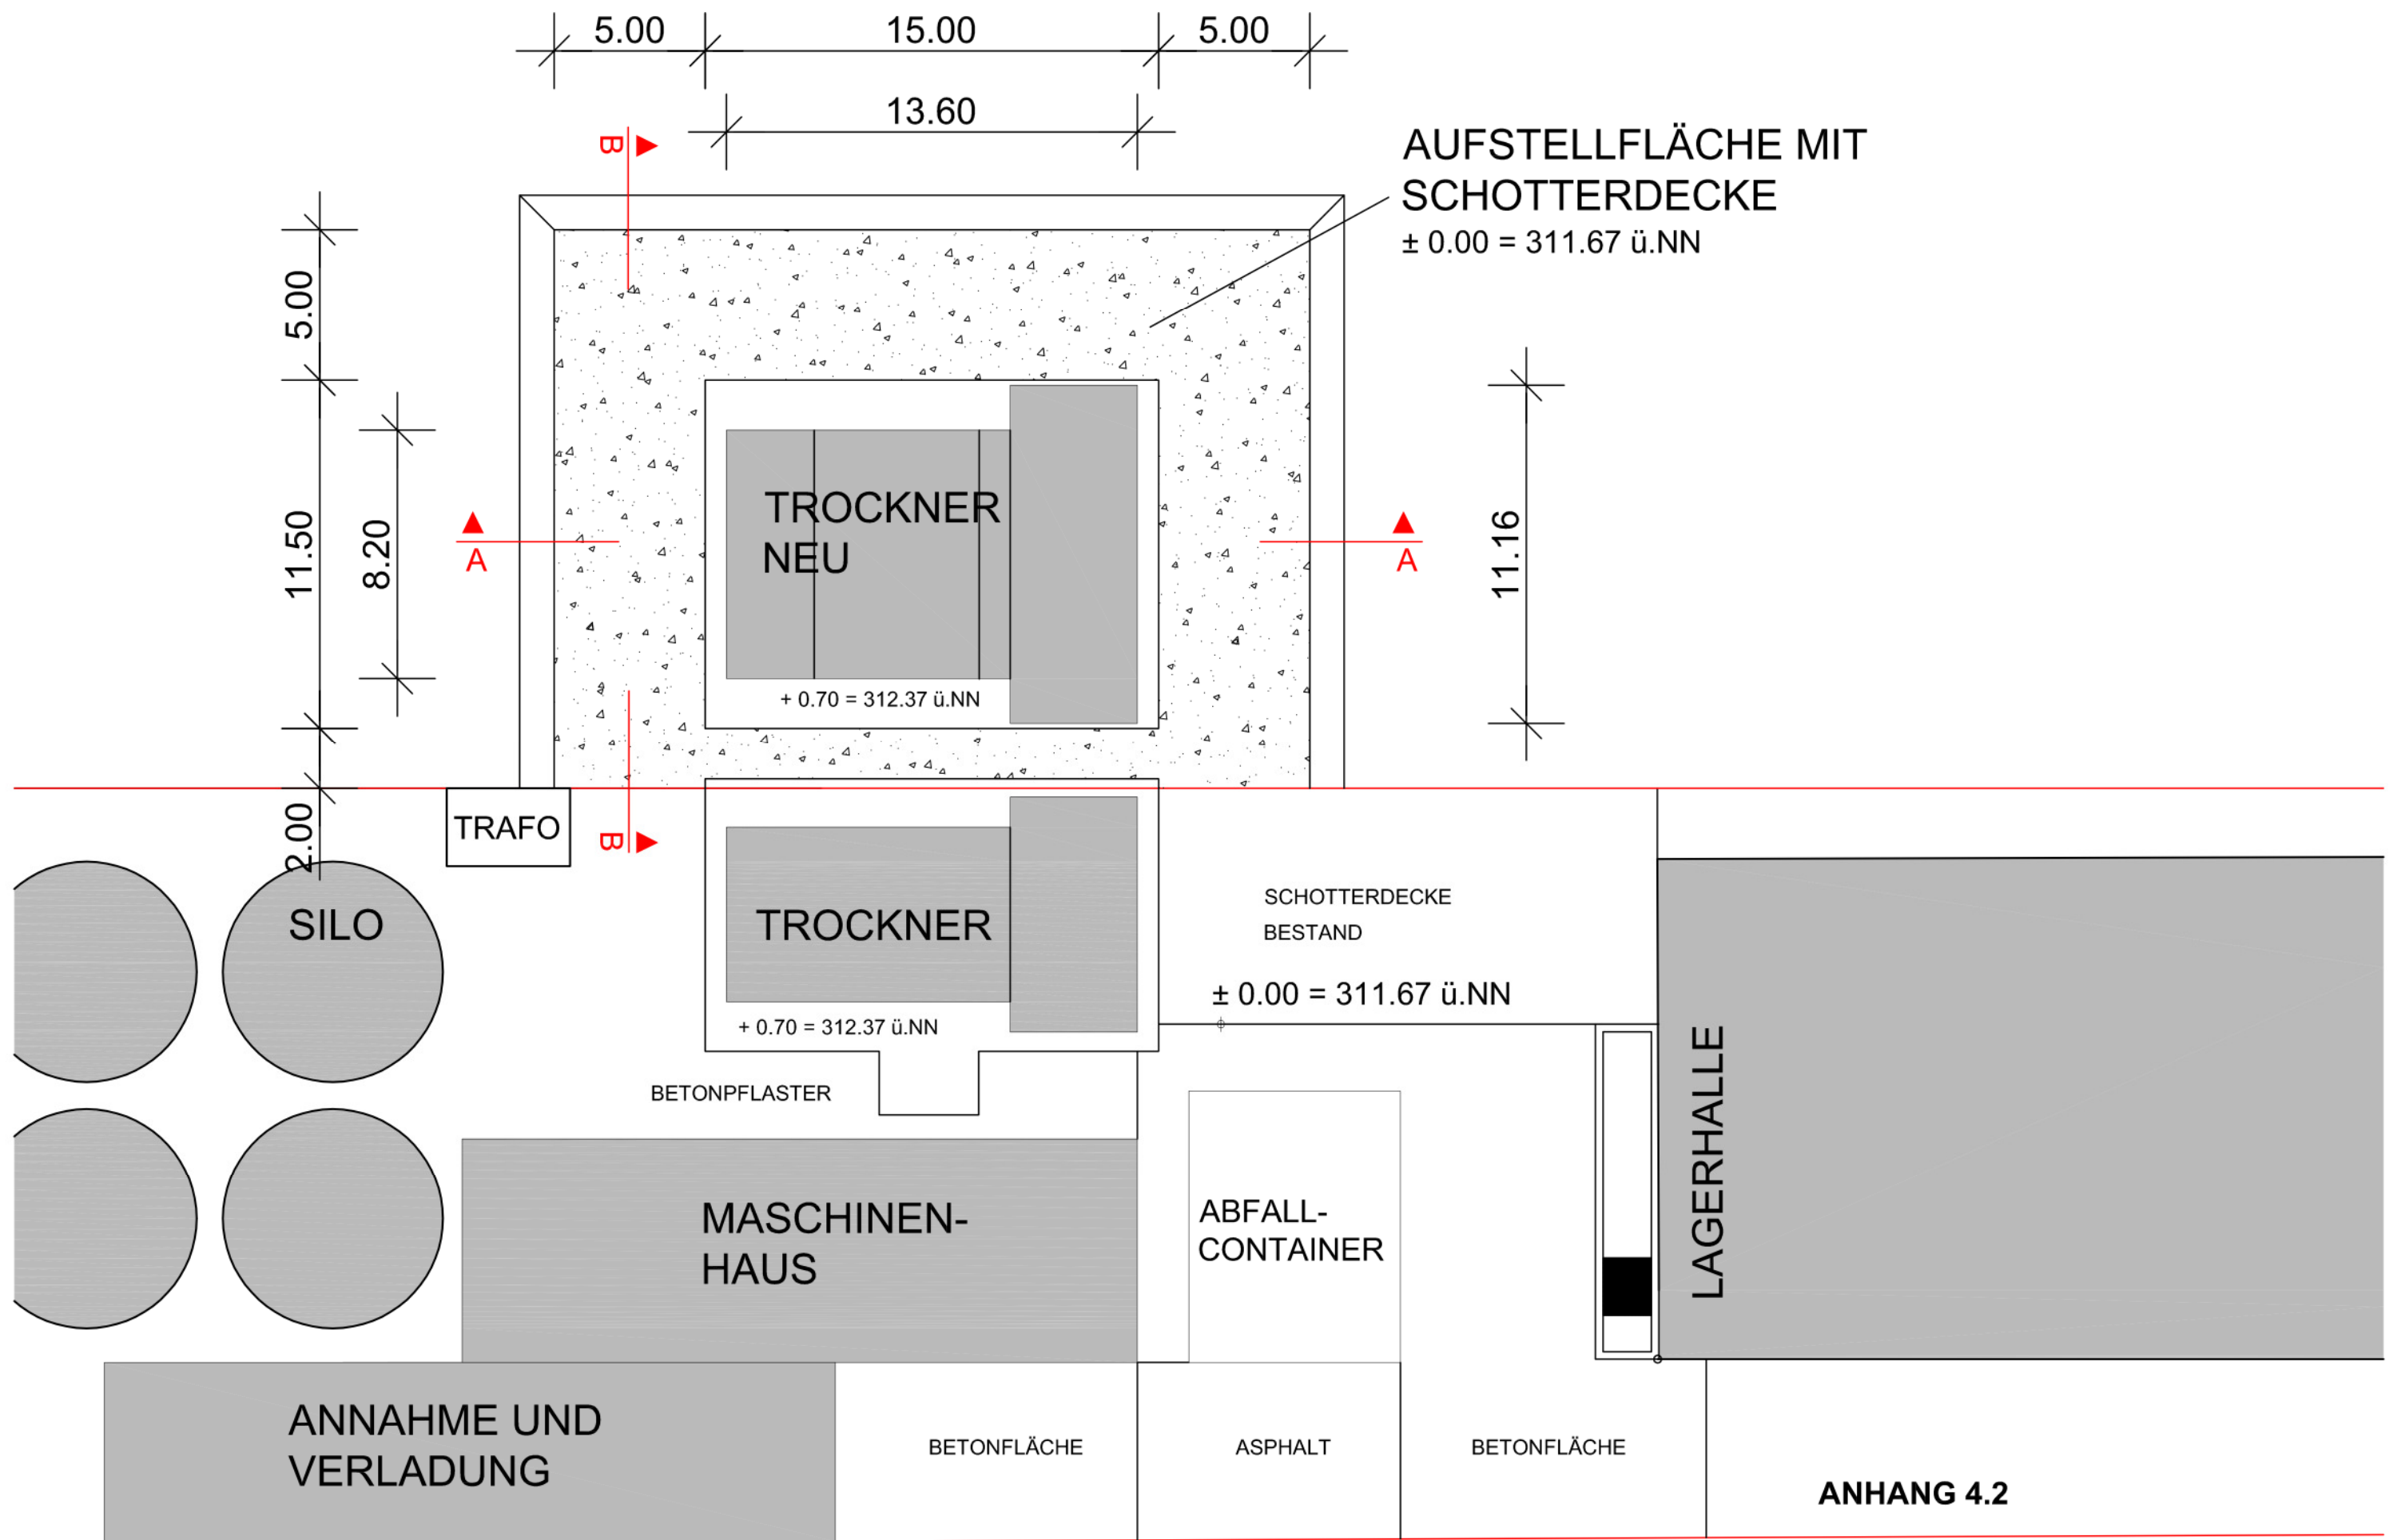 5.00
15.00
5.00
13.60
B
AUFSTELLFLÄCHE MIT
SCHOTTERDECKE
± 0.00 = 311.67 ü.NN
5.00
11.50
8.20
A
TROCKNER
NEU
+ 0.70 = 312.37 ü.NN
A
11.16
2.00
TRAFO
B
SILO
TROCKNER
+ 0.70 = 312.37 ü.NN
SCHOTTERDECKE
BESTAND
± 0.00 = 311.67 ü.NN
BETONPFLASTER
MASCHINEN-
HAUS
ABFALL-
CONTAINER
LAGERHALLE
ANNAHME UND
VERLADUNG
BETONFLÄCHE
ASPHALT
BETONFLÄCHE
ANHANG 4.2